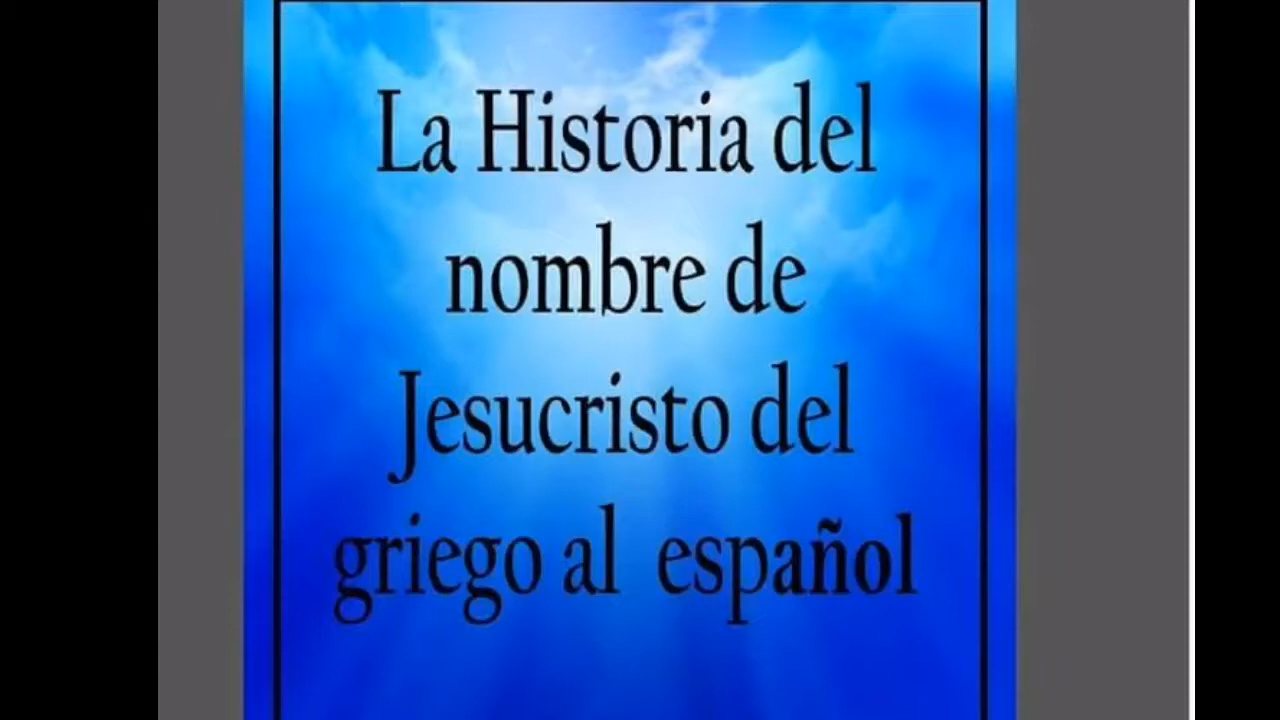 La Historia del
nombre de
Jesucristo del
griego al español